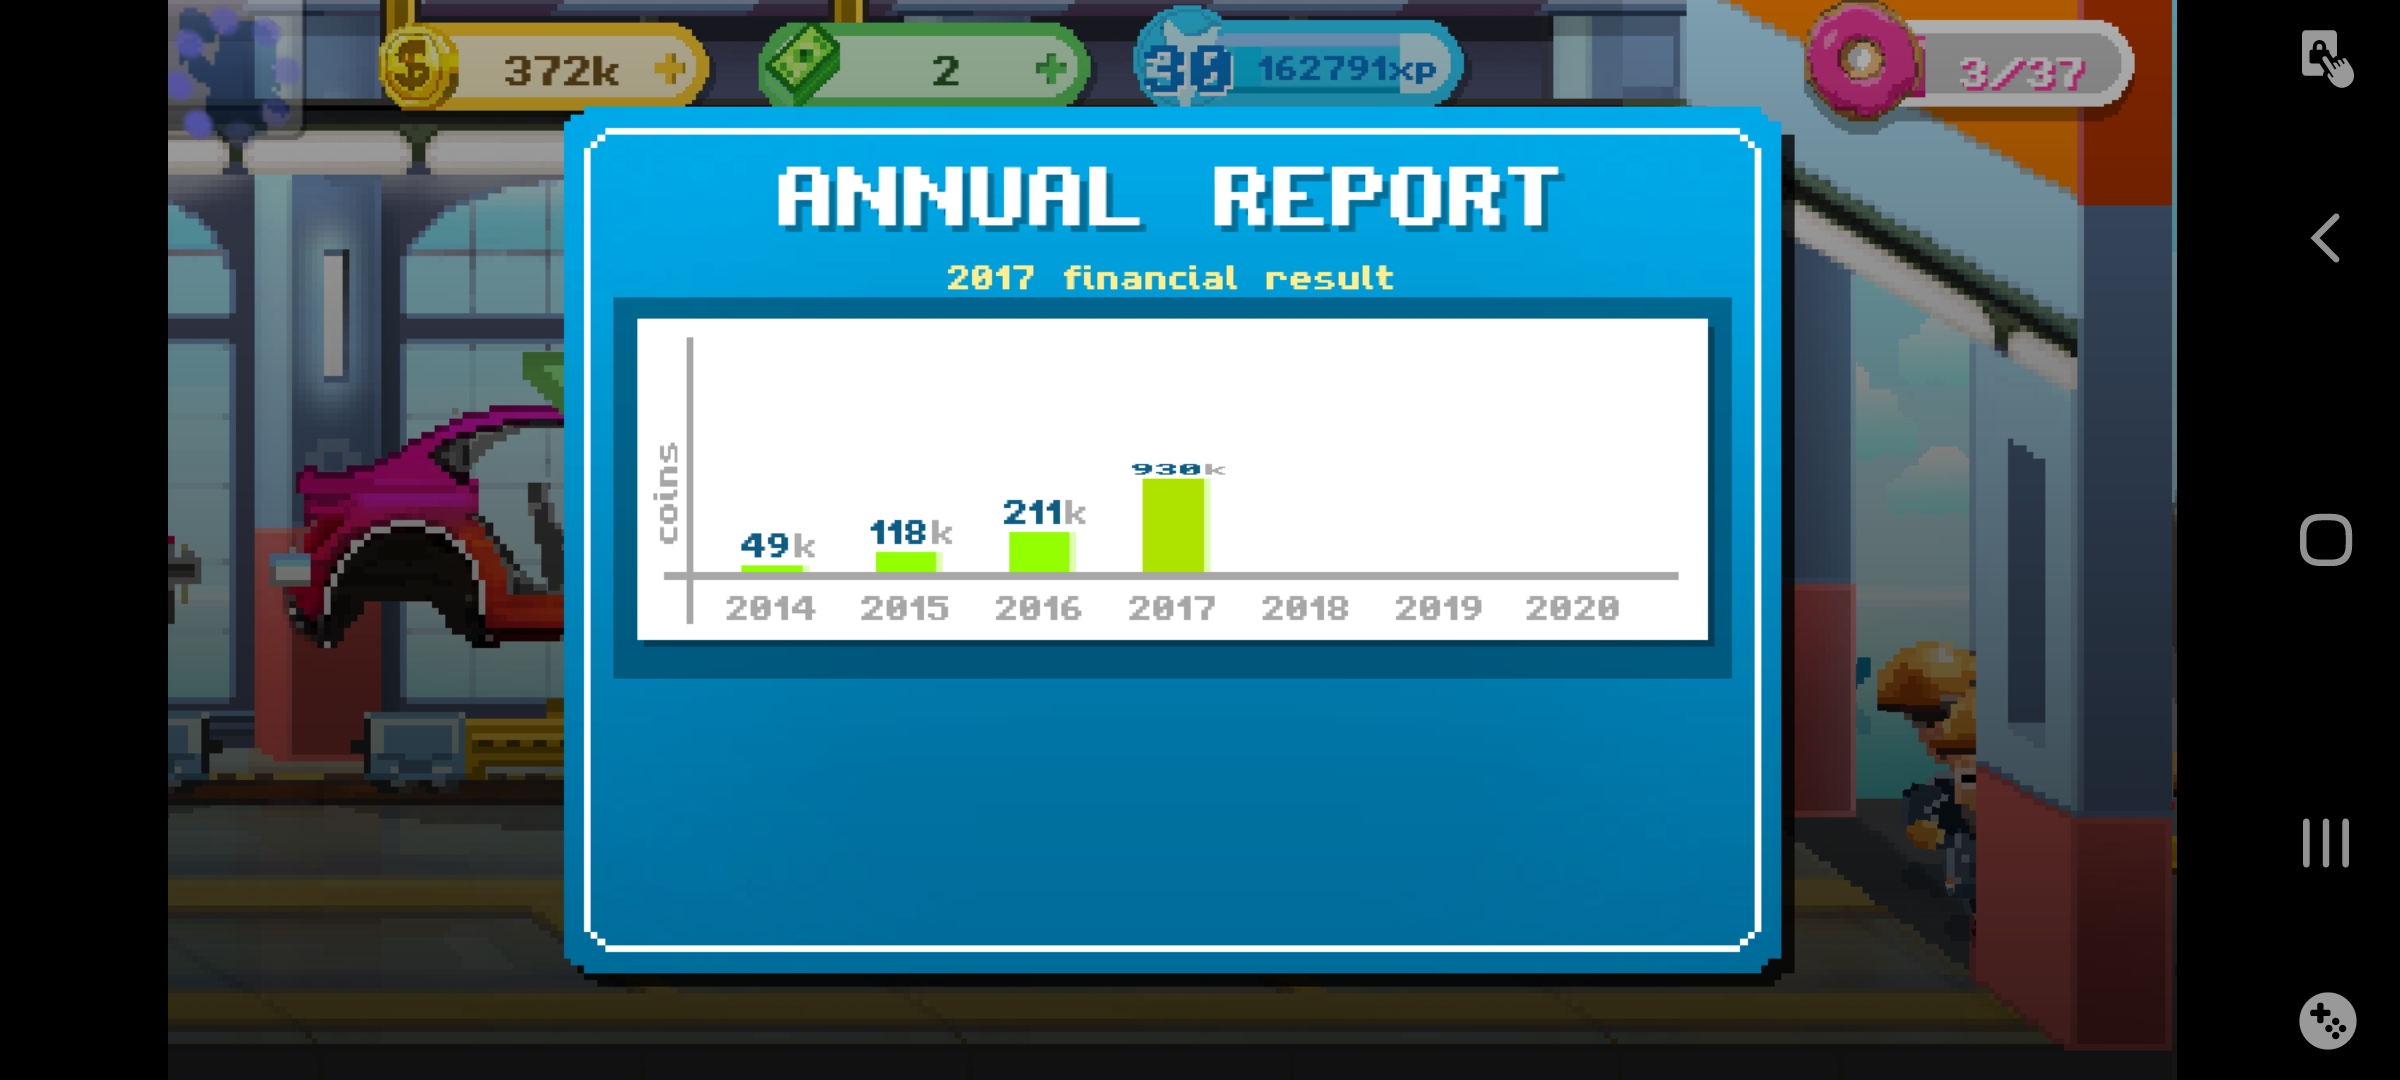 372k +
2 +
30 162791xp
3/37
ANNUAL REPORT
2017 financial result
coins
49k
118k
211k
930k
2014 2015 2016 2017 2018 2019 2020